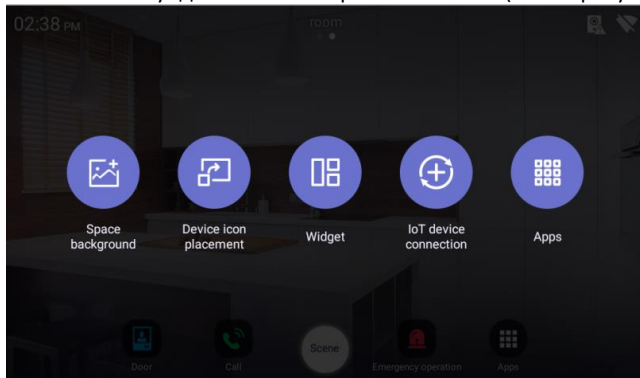 02:38 PM
room
Space
background
Device icon
placement
Widget
IoT device
connection
Apps
Door
Call
Scene
Emergency operation
Apps